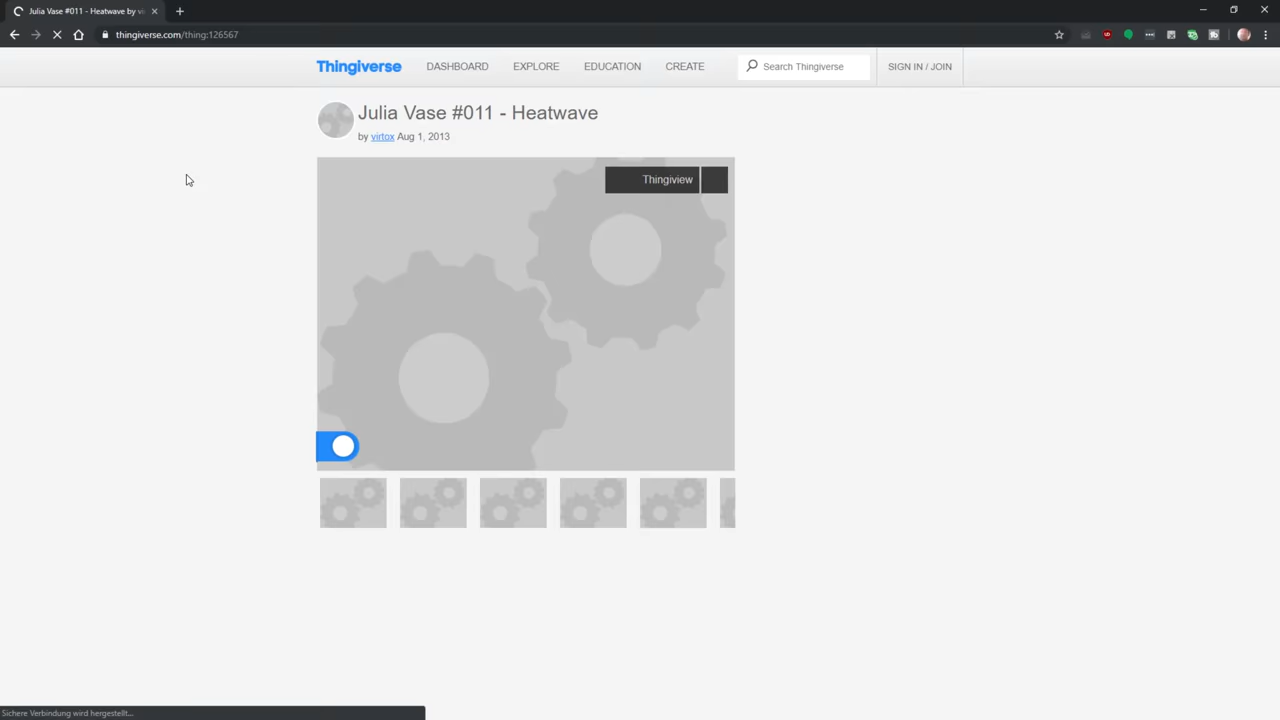 Julia Vase #011 - Heatwave by vi
thingiverse.com/thing:126567
Thingiverse DASHBOARD EXPLORE EDUCATION CREATE Search Thingiverse SIGN IN / JOIN
Julia Vase #011 - Heatwave
by virtox Aug 1, 2013
Thingiview
Sichere Verbindung wird hergestellt...